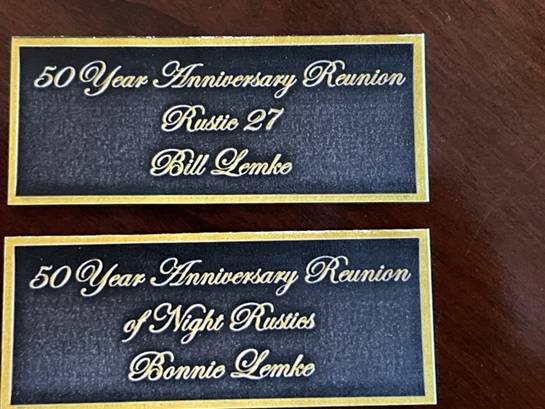 50 Year Anniversary Reunion
Rustic 27
Bill Lemke
50 Year Anniversary Reunion
of Night Rustics
Bonnie Lemke